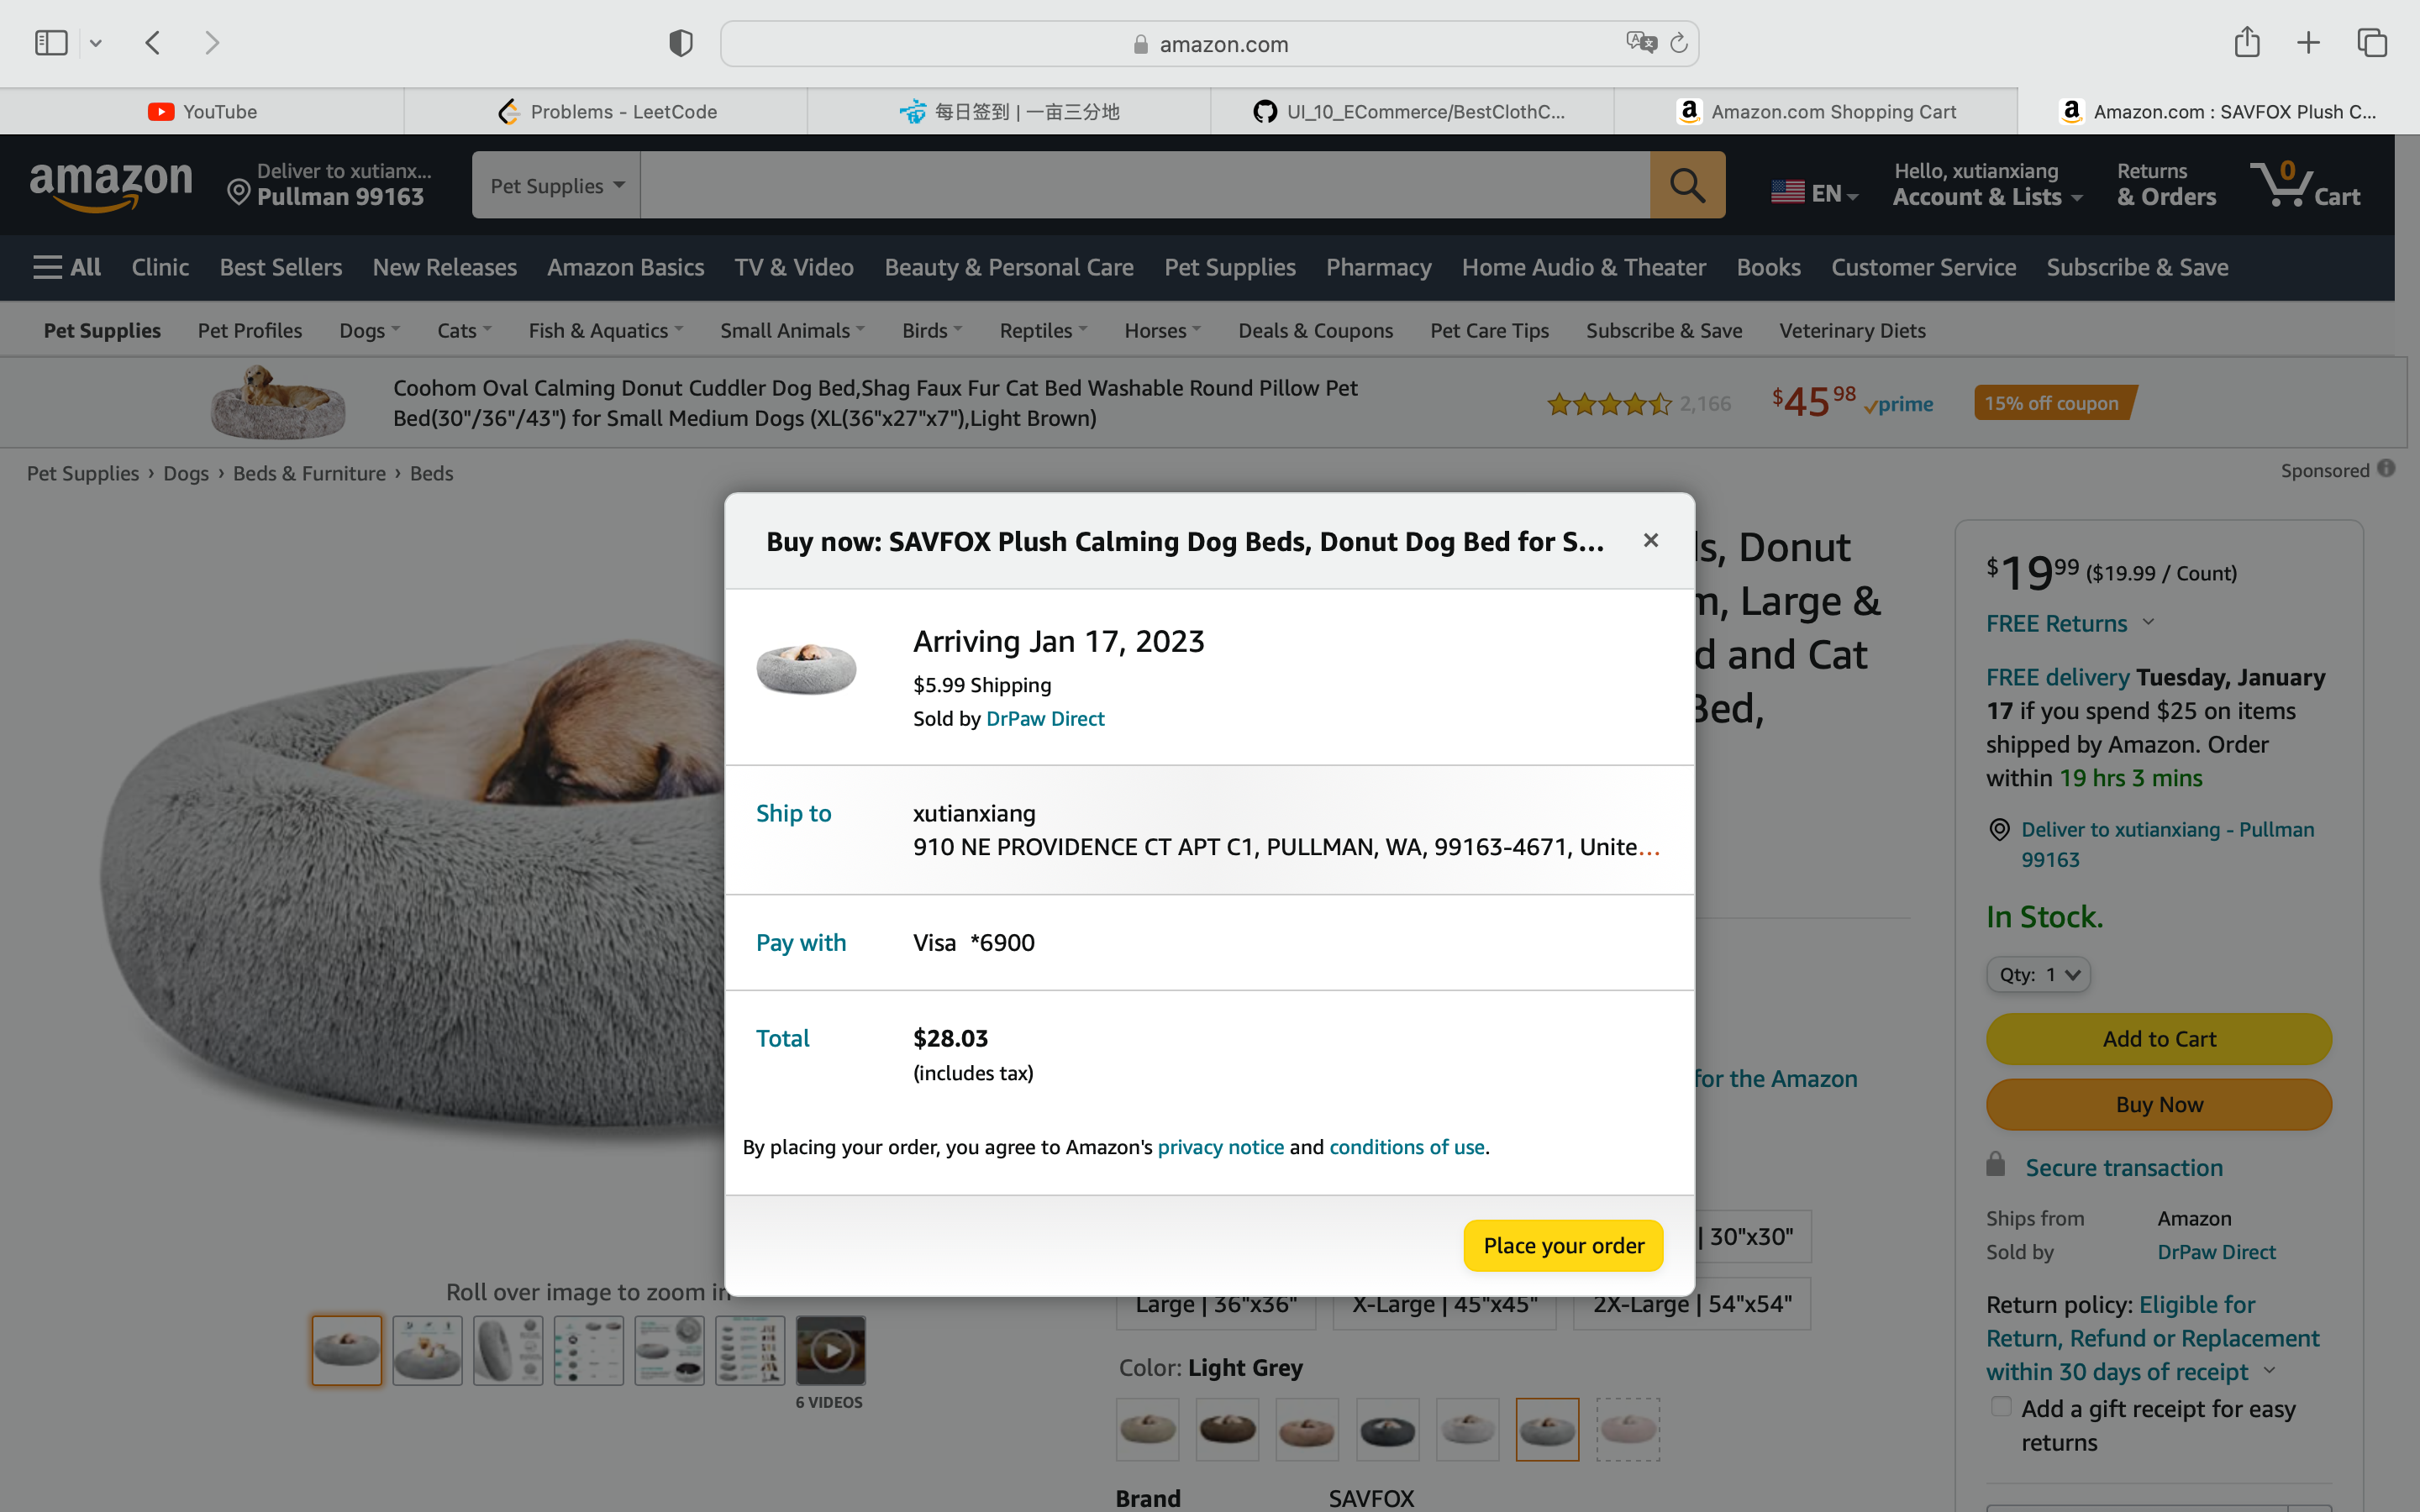 amazon.com
YouTube
Problems - LeetCode
每日签到 | 一亩三分地
UI_10_ECommerce/BestClothC...
Amazon.com Shopping Cart
Amazon.com : SAVFOX Plush C...
amazon
Deliver to xutianx...
Pullman 99163
Pet Supplies
EN
Hello, xutianxiang
Account & Lists
Returns
& Orders
0
Cart
All
Clinic
Best Sellers
New Releases
Amazon Basics
TV & Video
Beauty & Personal Care
Pet Supplies
Pharmacy
Home Audio & Theater
Books
Customer Service
Subscribe & Save
Pet Supplies
Pet Profiles
Dogs
Cats
Fish & Aquatics
Small Animals
Birds
Reptiles
Horses
Deals & Coupons
Pet Care Tips
Subscribe & Save
Veterinary Diets
Coohom Oval Calming Donut Cuddler Dog Bed,Shag Faux Fur Cat Bed Washable Round Pillow Pet
Bed(30"/36"/43") for Small Medium Dogs (XL(36"x27"x7"),Light Brown)
2,166
$45 98
prime
15% off coupon
Pet Supplies › Dogs › Beds & Furniture › Beds
Sponsored
Buy now: SAVFOX Plush Calming Dog Beds, Donut Dog Bed for S...
Arriving Jan 17, 2023
$5.99 Shipping
Sold by DrPaw Direct
Ship to
xutianxiang
910 NE PROVIDENCE CT APT C1, PULLMAN, WA, 99163-4671, Unite...
Pay with
Visa *6900
Total
$28.03
(includes tax)
By placing your order, you agree to Amazon's privacy notice and conditions of use.
Place your order
s, Donut
m, Large &
d and Cat
Bed,
for the Amazon
| 30"x30"
Large | 36"x36"
X-Large | 45"x45"
2X-Large | 54"x54"
Color: Light Grey
Brand
SAVFOX
Roll over image to zoom in
6 VIDEOS
$19 99 ($19.99 / Count)
FREE Returns
FREE delivery Tuesday, January
17 if you spend $25 on items
shipped by Amazon. Order
within 19 hrs 3 mins
Deliver to xutianxiang - Pullman
99163
In Stock.
Qty: 1
Add to Cart
Buy Now
Secure transaction
Ships from
Amazon
Sold by
DrPaw Direct
Return policy: Eligible for
Return, Refund or Replacement
within 30 days of receipt
Add a gift receipt for easy
returns